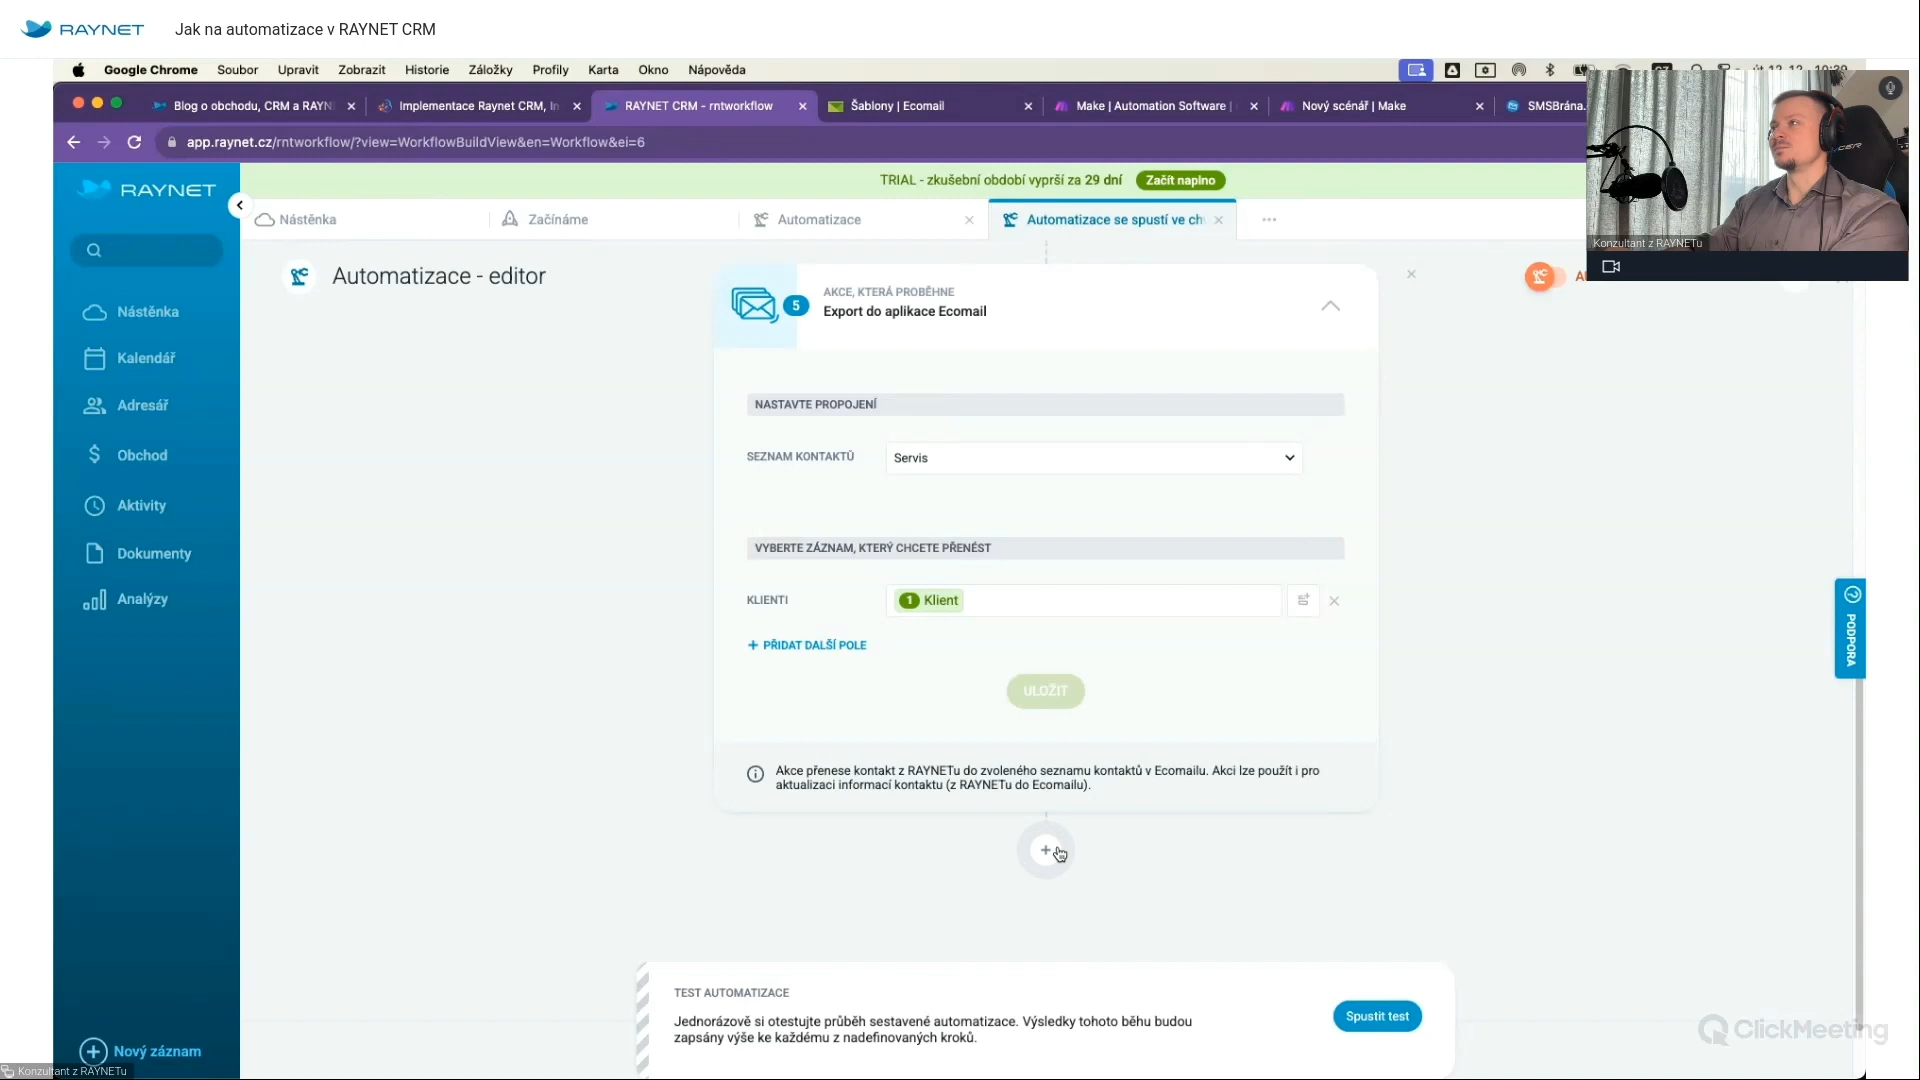 RAYNET
Jak na automatizace v RAYNET CRM
Google Chrome Soubor Upravit Zobrazit Historie Záložky Profily Karta Okno Nápověda
Blog o obchodu, CRM a RAYN
Implementace Raynet CRM, In
RAYNET CRM - rntworkflow
Šablony | Ecomail
Make | Automation Software |
Nový scénář | Make
SMSBrána.
app.raynet.cz/rntworkflow/?view=WorkflowBuildView&en=Workflow&ei=6
RAYNET
TRIAL - zkušební období vyprší za 29 dní
Začít naplno
Nástěnka
Začínáme
Automatizace
Automatizace se spustí ve ch
Konzultant z RAYNETu
Automatizace - editor
Nástěnka
Kalendář
Adresář
Obchod
Aktivity
Dokumenty
Analýzy
Nový záznam
5
AKCE, KTERÁ PROBĚHNE
Export do aplikace Ecomail
NASTAVTE PROPOJENÍ
SEZNAM KONTAKTŮ
Servis
VYBERTE ZÁZNAM, KTERÝ CHCETE PŘENÉST
KLIENTI
1 Klient
+ PŘIDAT DALŠÍ POLE
ULOŽIT
Akce přenese kontakt z RAYNETu do zvoleného seznamu kontaktů v Ecomailu. Akci lze použít i pro
aktualizaci informací kontaktu (z RAYNETu do Ecomailu).
PODPORA
TEST AUTOMATIZACE
Jednorázově si otestujte průběh sestavené automatizace. Výsledky tohoto běhu budou
zapsány výše ke každému z nadefinovaných kroků.
Spustit test
ClickMeeting
Konzultant z RAYNETu